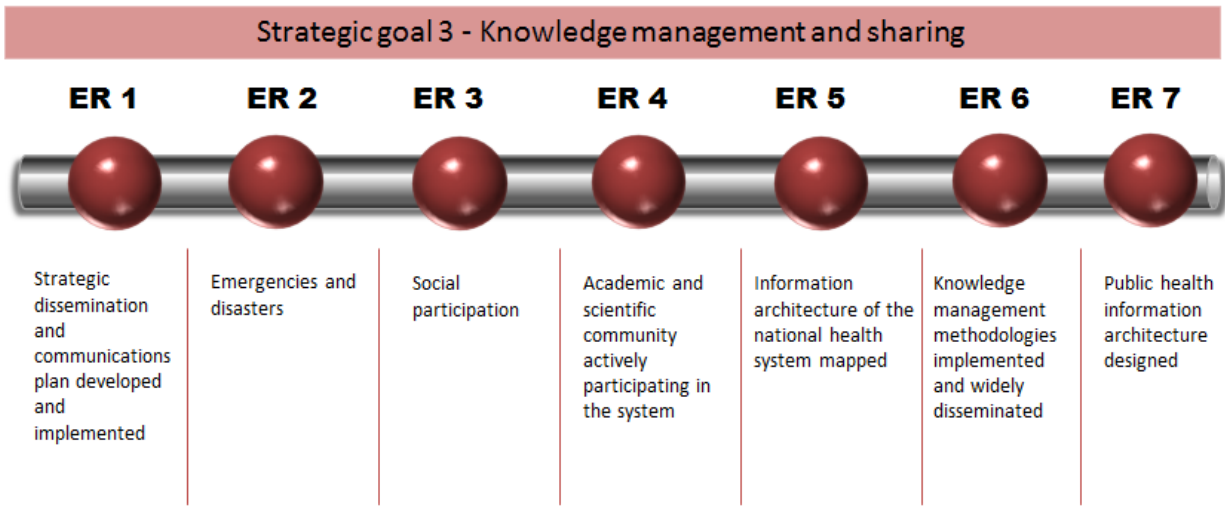 Strategic goal 3 - Knowledge management and sharing
ER 1
ER 2
ER 3
ER 4
ER 5
ER 6
ER 7
Strategic
dissemination
and
communications
plan developed
and
implemented
Emergencies and
disasters
Social
participation
Academic and
scientific
community
actively
participating in
the system
Information
architecture of the
national health
system mapped
Knowledge
management
methodologies
implemented
and widely
disseminated
Public health
information
architecture
designed